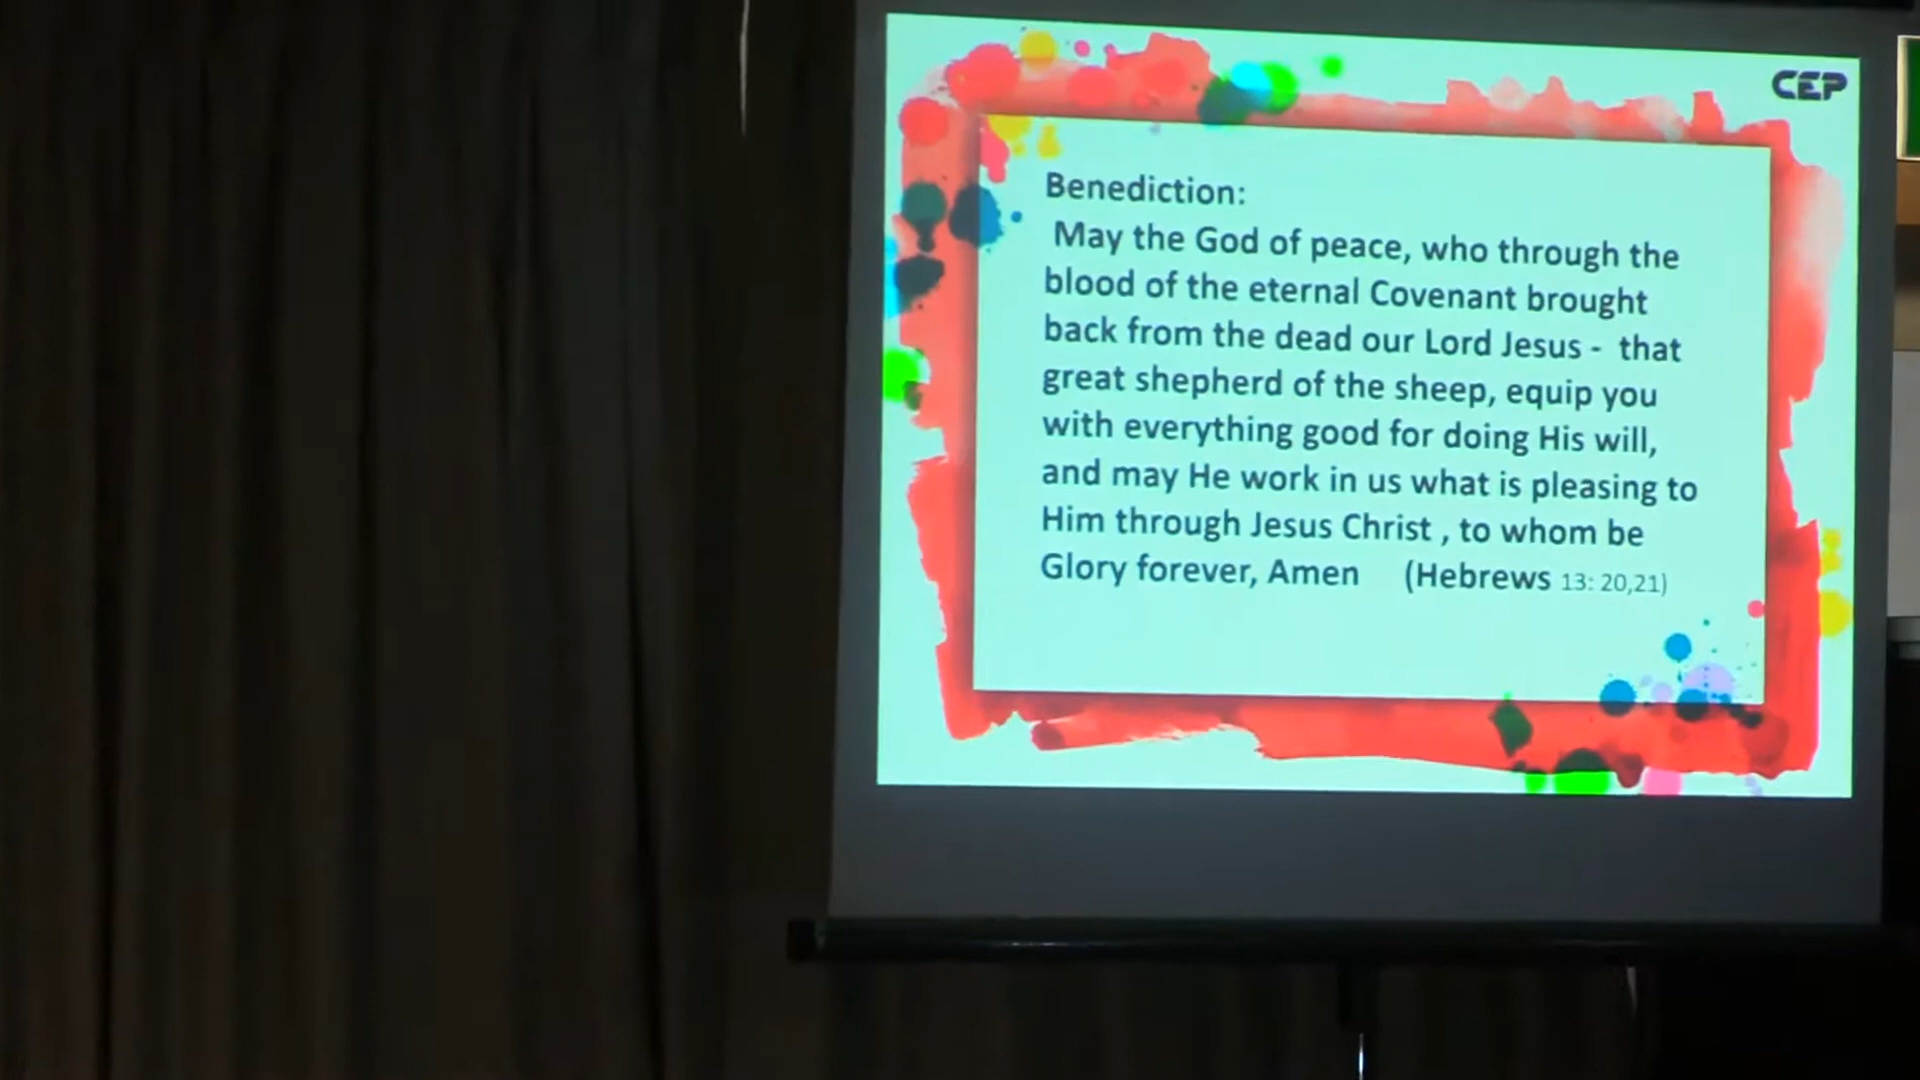 CEP
Benediction:
May the God of peace, who through the
blood of the eternal Covenant brought
back from the dead our Lord Jesus - that
great shepherd of the sheep, equip you
with everything good for doing His will,
and may He work in us what is pleasing to
Him through Jesus Christ , to whom be
Glory forever, Amen (Hebrews 13: 20,21)